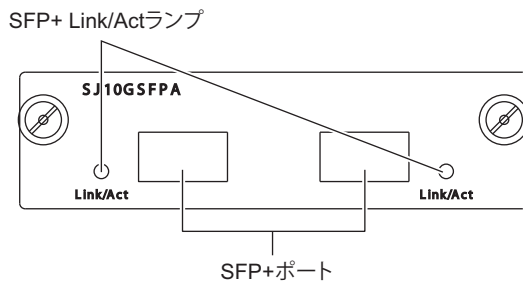 SFP+ Link/Actランプ
SJ10GSFPA
Link/Act
Link/Act
SFP+ポート